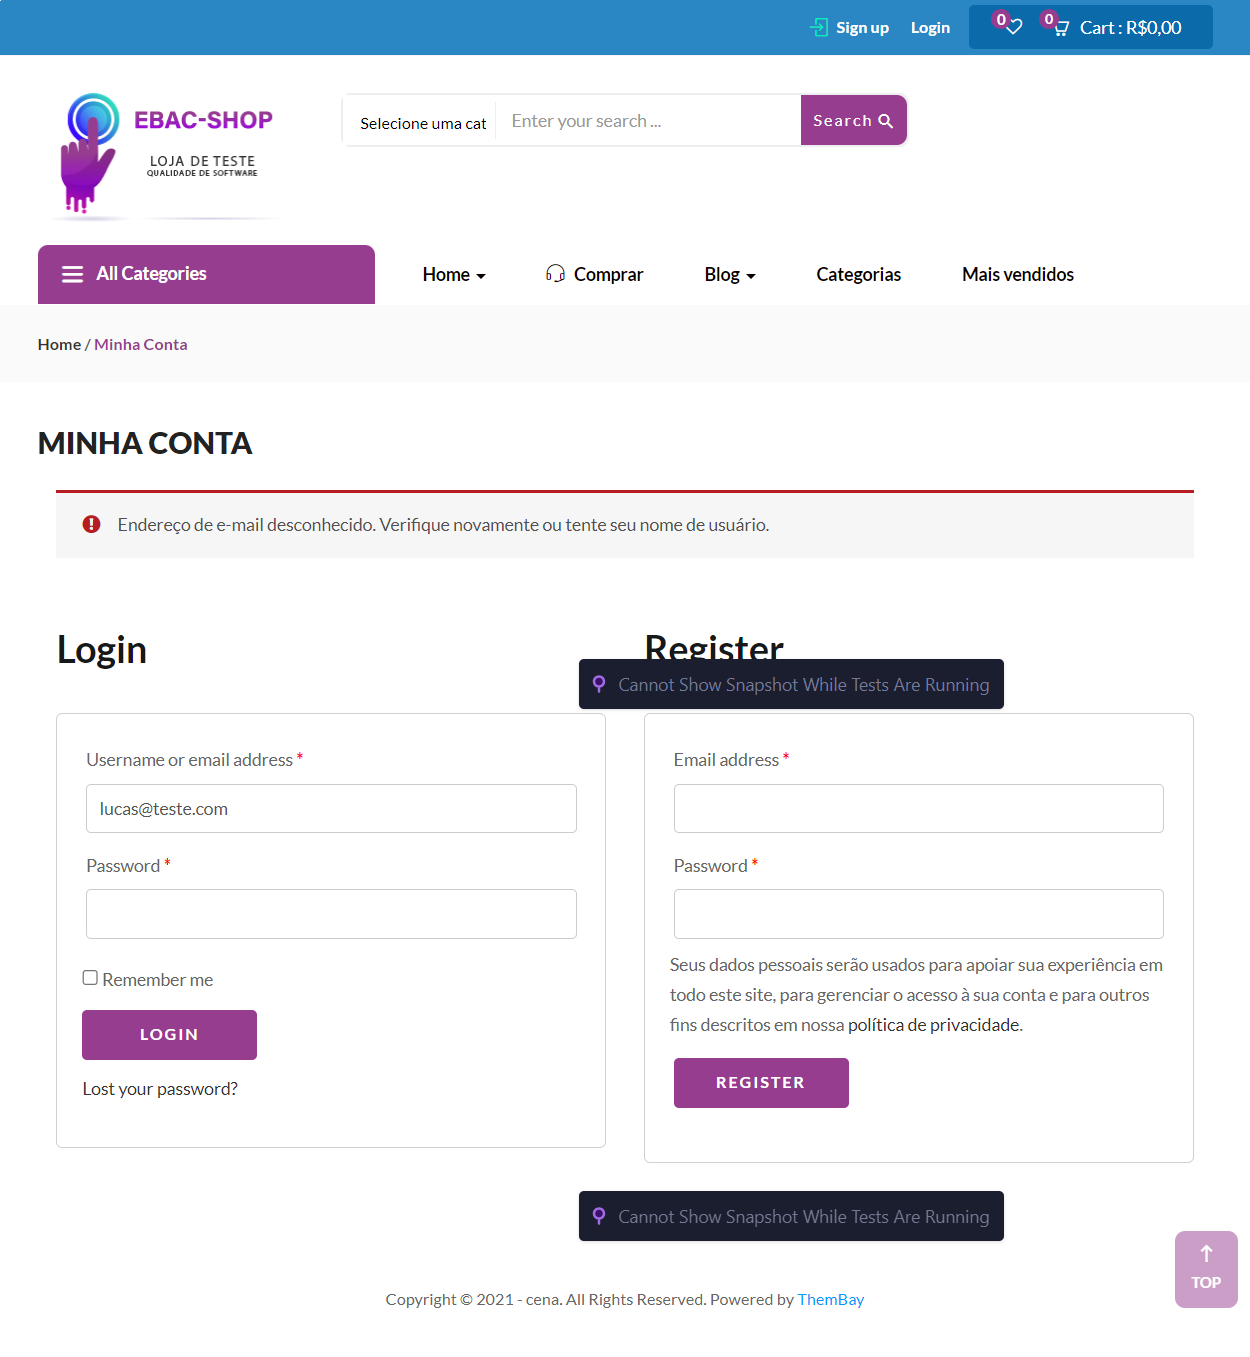 Sign up Login 0 0 Cart : R$0,00
EBAC-SHOP
LOJA DE TESTE
QUALIDADE DE SOFTWARE
Selecione uma cat Enter your search ... Search
All Categories Home Comprar Blog Categorias Mais vendidos
Home / Minha Conta
MINHA CONTA
Endereço de e-mail desconhecido. Verifique novamente ou tente seu nome de usuário.
Login
Username or email address *
lucas@teste.com
Password *
Remember me
LOGIN
Lost your password?
Register
Cannot Show Snapshot While Tests Are Running
Email address *
Password *
Seus dados pessoais serão usados para apoiar sua experiência em
todo este site, para gerenciar o acesso à sua conta e para outros
fins descritos em nossa política de privacidade.
REGISTER
Cannot Show Snapshot While Tests Are Running
TOP
Copyright © 2021 - cena. All Rights Reserved. Powered by ThemBay